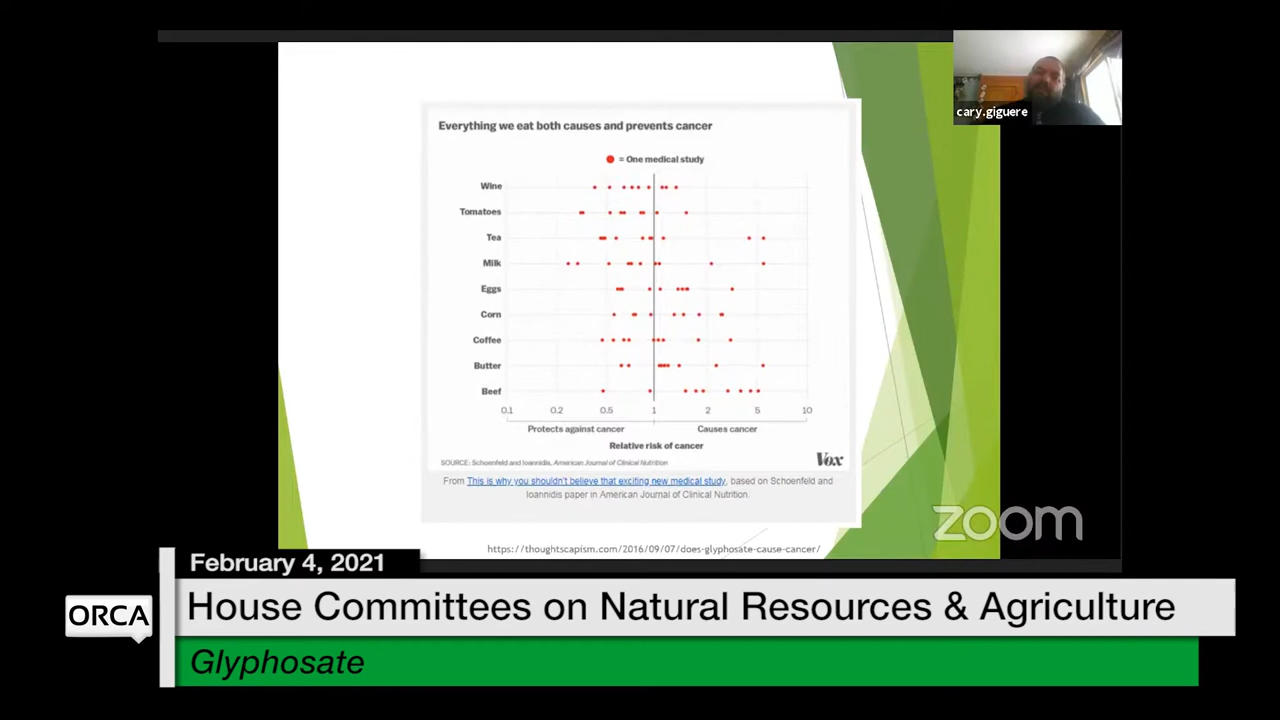 cary.giguere
Everything we eat both causes and prevents cancer
= One medical study
Wine
Tomatoes
Tea
Milk
Eggs
Corn
Coffee
Butter
Beef
0.1 0.2 0.5 1 2 5 10
Protects against cancer Causes cancer
Relative risk of cancer
SOURCE: Schoenfeld and Ioannidis, American Journal of Clinical Nutrition
Vox
From This is why you shouldn't believe that exciting new medical study, based on Schoenfeld and
Ioannidis paper in American Journal of Clinical Nutrition.
zoom
https://thoughtscapism.com/2016/09/07/does-glyphosate-cause-cancer/
February 4, 2021
ORCA
House Committees on Natural Resources & Agriculture
Glyphosate